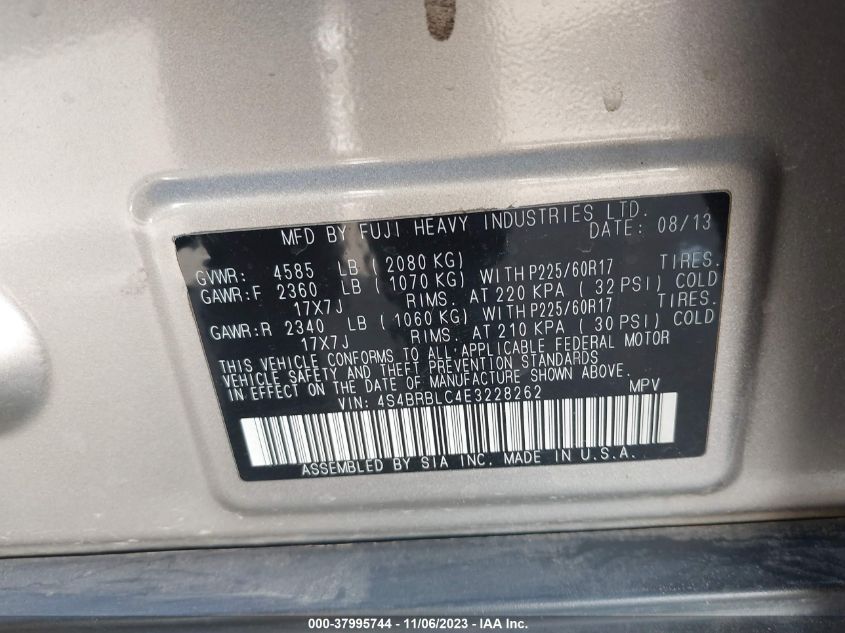 MFD BY FUJI HEAVY INDUSTRIES LTD.
DATE: 08/13
GVWR: 4585 LB ( 2080 KG)
GAWR:F 2360 LB ( 1070 KG) WITH P225/60R17 TIRES.
17X7J RIMS. AT 220 KPA ( 32 PSI) COLD
GAWR:R 2340 LB ( 1060 KG) WITH P225/60R17 TIRES.
17X7J RIMS. AT 210 KPA ( 30 PSI) COLD
THIS VEHICLE CONFORMS TO ALL APPLICABLE FEDERAL MOTOR
VEHICLE SAFETY AND THEFT PREVENTION STANDARDS
IN EFFECT ON THE DATE OF MANUFACTURE SHOWN ABOVE.
VIN: 4S4BRBLC4E3228262 MPV
ASSEMBLED BY SIA INC. MADE IN U.S.A.
000-37995744 - 11/06/2023 - IAA Inc.